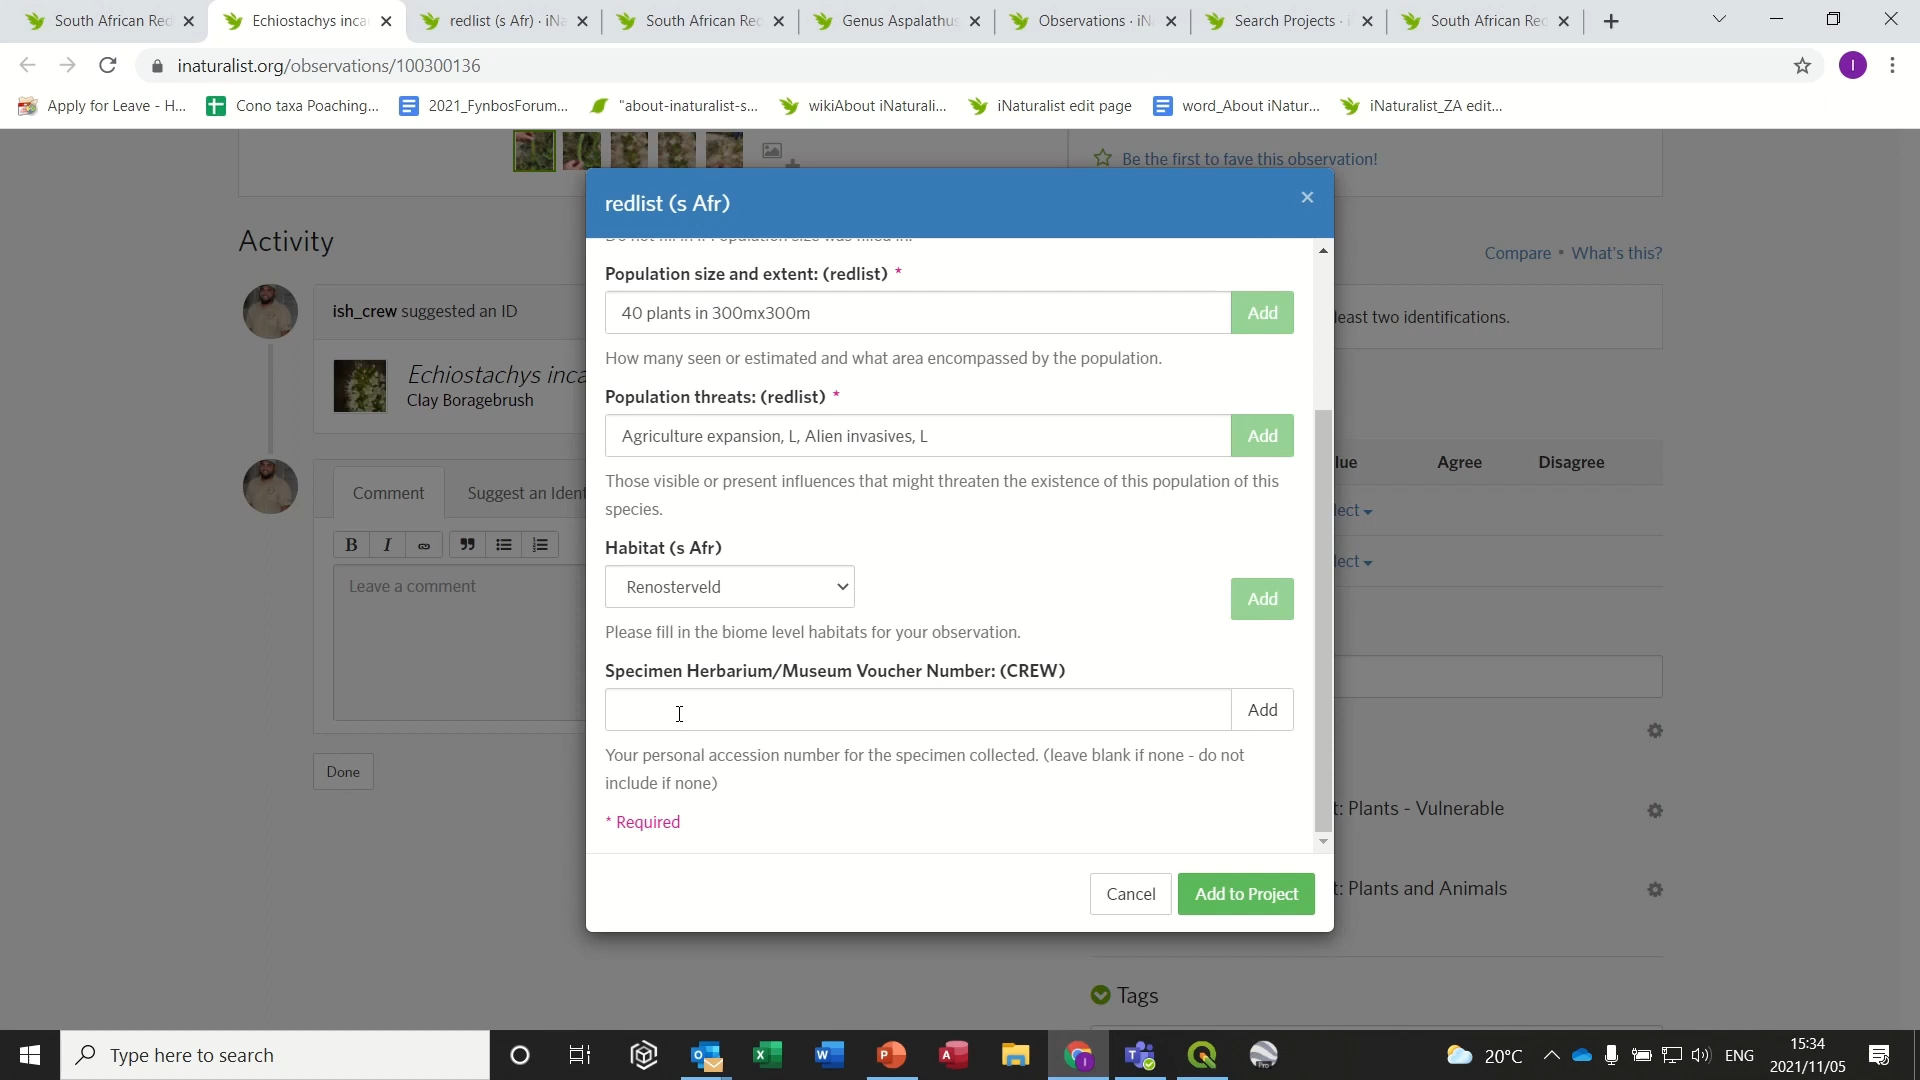 South African Red
Echiostachys inca
redlist (s Afr) · iNa
South African Rec
Genus Aspalathus
Observations · iN
Search Projects · i
South African Rec
inaturalist.org/observations/100300136
I
Apply for Leave - H...
Cono taxa Poaching...
2021_FynbosForum...
"about-inaturalist-s...
wikiAbout iNaturali...
iNaturalist edit page
word_About iNatur...
iNaturalist_ZA edit...
Be the first to fave this observation!
redlist (s Afr)
Activity
Compare · What's this?
Population size and extent: (redlist) *
40 plants in 300mx300m
Add
ish_crew suggested an ID
least two identifications.
How many seen or estimated and what area encompassed by the population.
Echiostachys inca
Clay Boragebrush
Population threats: (redlist) *
Agriculture expansion, L, Alien invasives, L
Add
lue
Agree
Disagree
Those visible or present influences that might threaten the existence of this population of this
species.
Comment
Suggest an Ident
lect
Habitat (s Afr)
B I
lect
Renosterveld
Add
Leave a comment
Please fill in the biome level habitats for your observation.
Specimen Herbarium/Museum Voucher Number: (CREW)
Add
Your personal accession number for the specimen collected. (leave blank if none - do not
include if none)
Done
* Required
t: Plants - Vulnerable
Cancel
Add to Project
t: Plants and Animals
Tags
Type here to search
20°C
ENG
15:34
2021/11/05